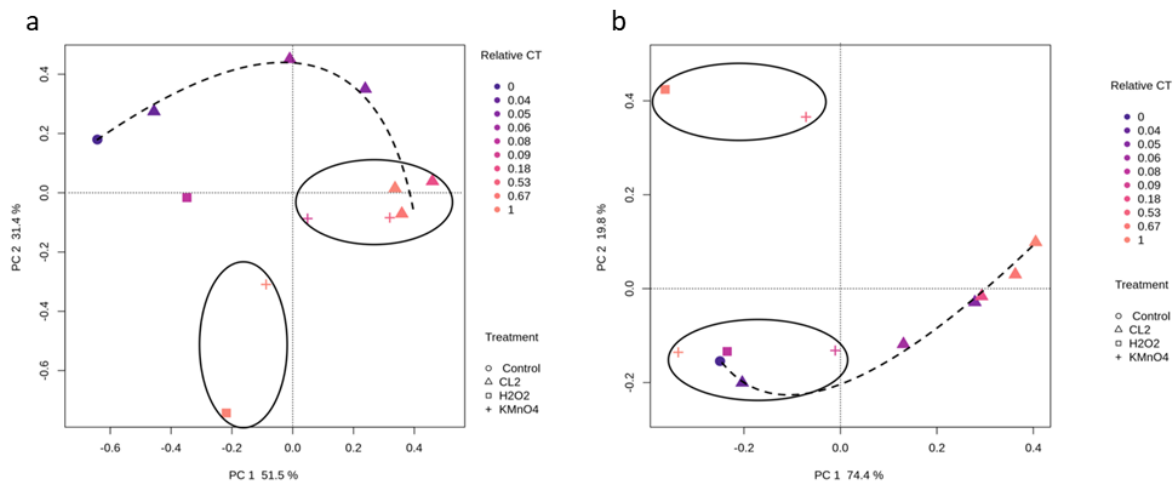 a
b
0.4
0.2
0.0
-0.2
-0.4
-0.6
PC 2 31.4 %
-0.6
-0.4
-0.2
0.0
0.2
0.4
PC 1 51.5 %
Relative CT
0
0.04
0.05
0.06
0.08
0.09
0.18
0.53
0.67
1
Treatment
Control
CL2
H2O2
KMnO4
0.4
0.2
0.0
-0.2
PC 2 19.8 %
-0.2
0.0
0.2
0.4
PC 1 74.4 %
Relative CT
0
0.04
0.05
0.06
0.08
0.09
0.18
0.53
0.67
1
Treatment
Control
CL2
H2O2
KMnO4